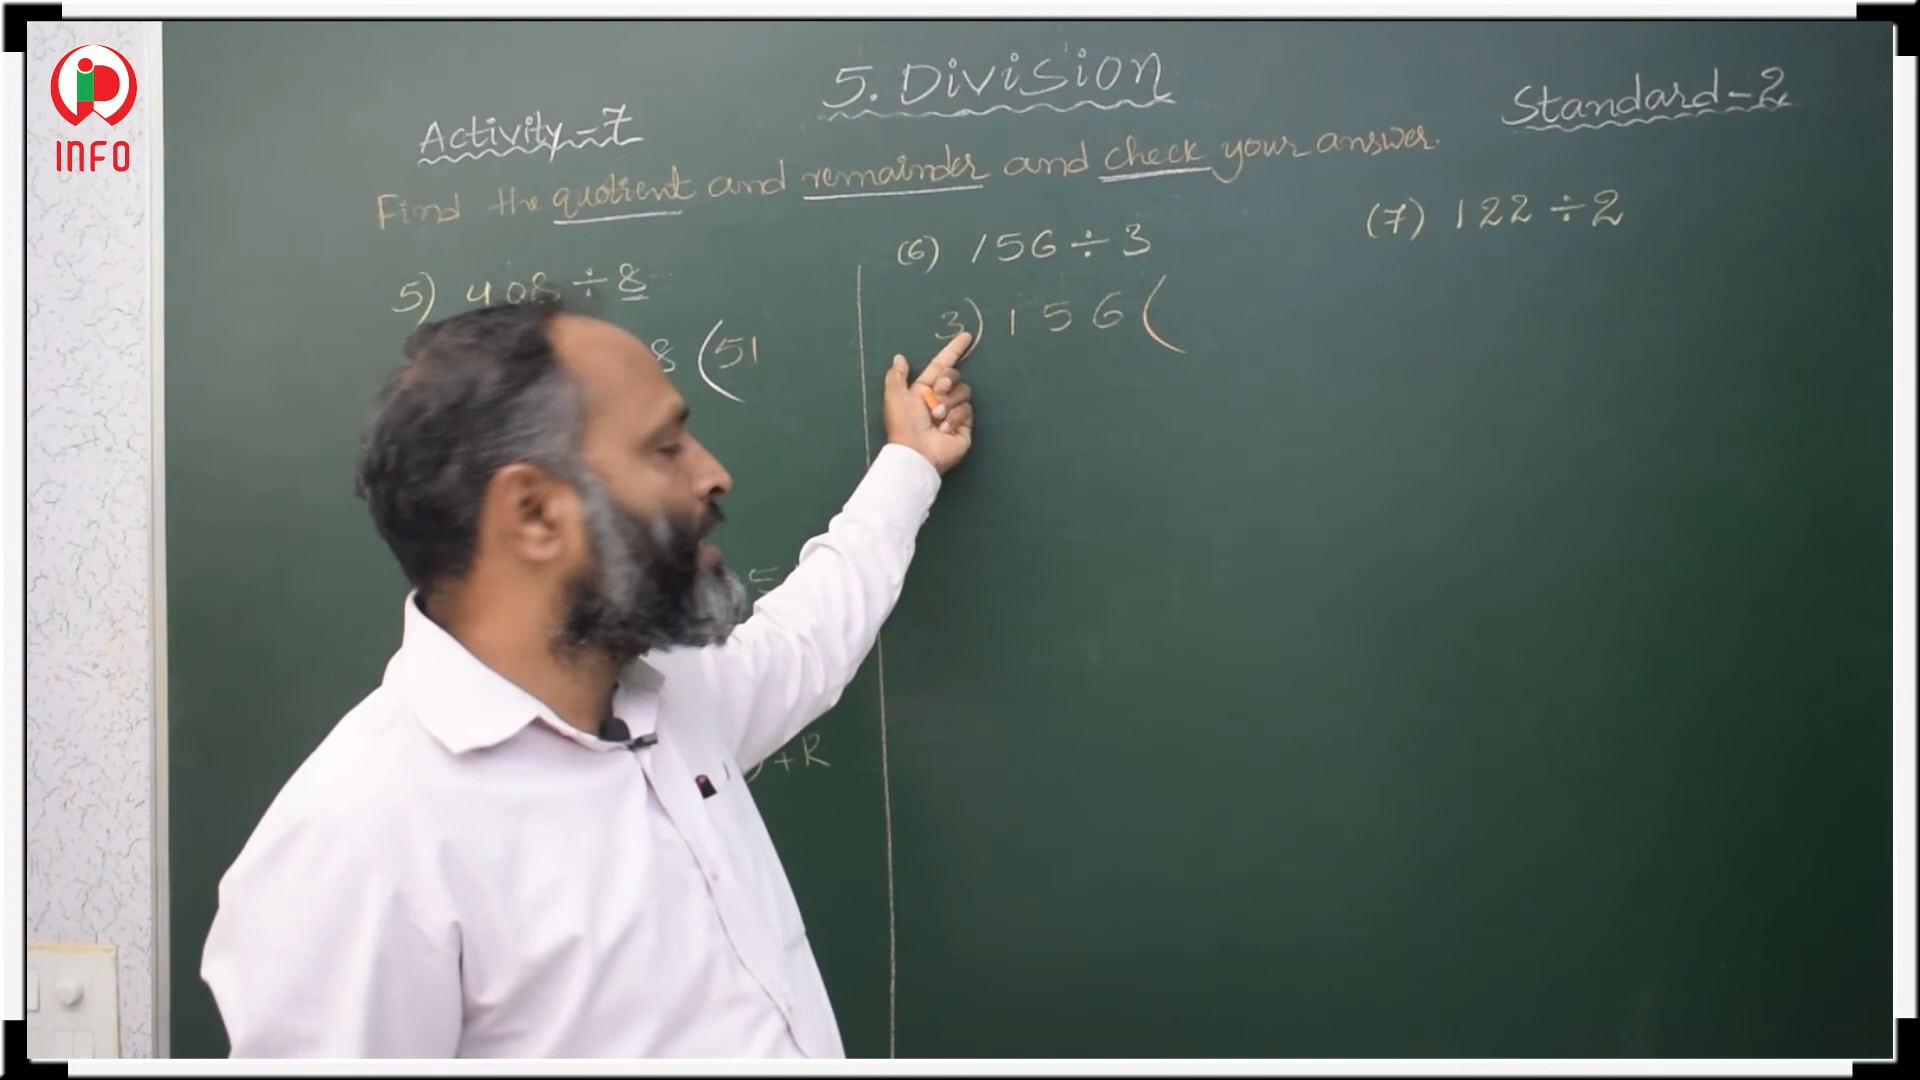 INFO
5. Division
Standard-2
Activity-7
Find the quotient and remainder and check your answer.
5) 408 ÷ 8
8 (51
(6) 156 ÷ 3
3) 156 (
(7) 122 ÷ 2
5
+R